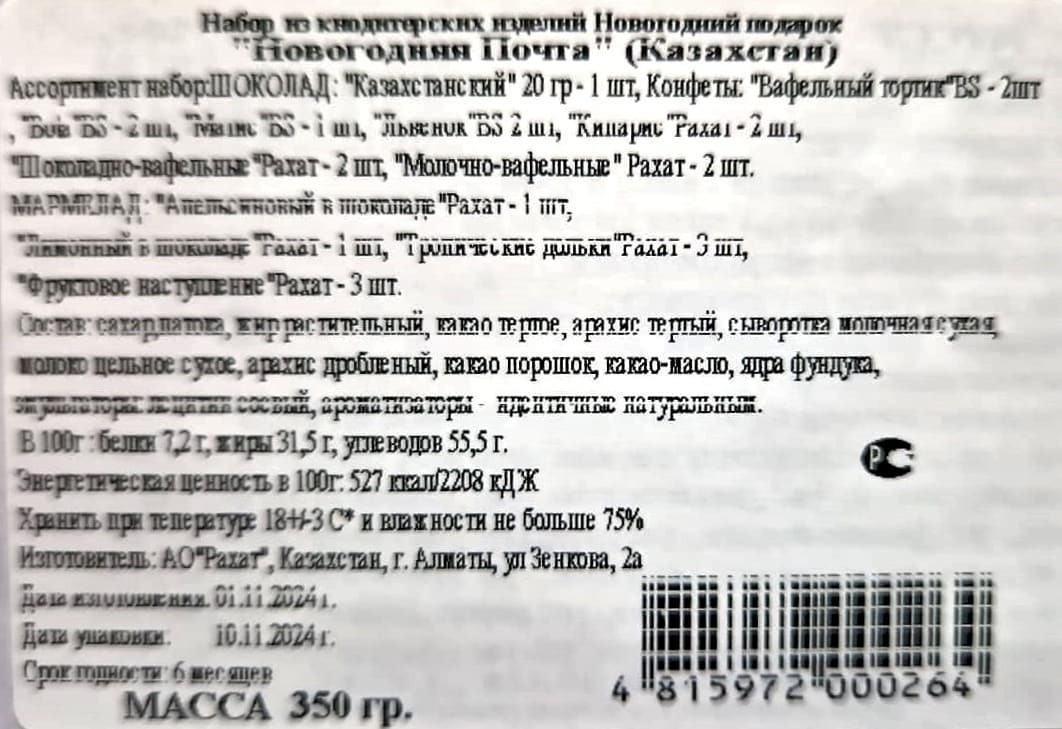 Набор из кондитерских изделий Новогодний подарок
"Новогодняя Почта" (Казахстан)
Ассортимент набор:ШОКОЛАД: "Казахстанский" 20 гр - 1 шт, Конфеты: "Вафельный тортик"BS - 2шт
, BS - 2 шт, BS - 1 шт, "Львенок"BS 2 шт, "Кипарис"Рахат - 2 шт,
"Шоколадно-вафельные"Рахат - 2 шт, "Молочно-вафельные" Рахат - 2 шт.
МАРМЕЛАД: "Апельсиновый в шоколаде"Рахат - 1 шт,
"Лимонный в шоколаде"Рахат - 1 шт, "Тропические дольки"Рахат - 3 шт,
"Фруктовое наступление"Рахат - 3 шт.
Состав: сахар, патока, жир растительный, какао тертое, арахис тертый, сыворотка молочная сухая,
молоко цельное сухое, арахис дробленый, какао порошок, какао-масло, ядра фундука,
лецитин соевый, ароматизаторы - идентичные натуральным.
В 100г : белки 7,2 г, жиры 31,5 г, углеводов 55,5 г.
Энергетическая ценность в 100г: 527 ккал/2208 кДЖ
Хранить при тепературе 18+/-3 С* и влажности не больше 75%
Изготовитель: АО"Рахат", Казахстан, г. Алматы, ул Зенкова, 2а
Дата изготовления. 01.11.2024 г.
Дата упаковки: 10.11.2024 г.
Срок годности: 6 месяцев
МАССА 350 гр.
4 815972 000264